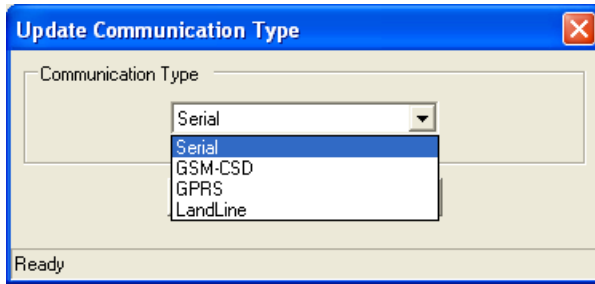 Update Communication Type
Communication Type
Serial
Serial
GSM-CSD
GPRS
LandLine
Ready